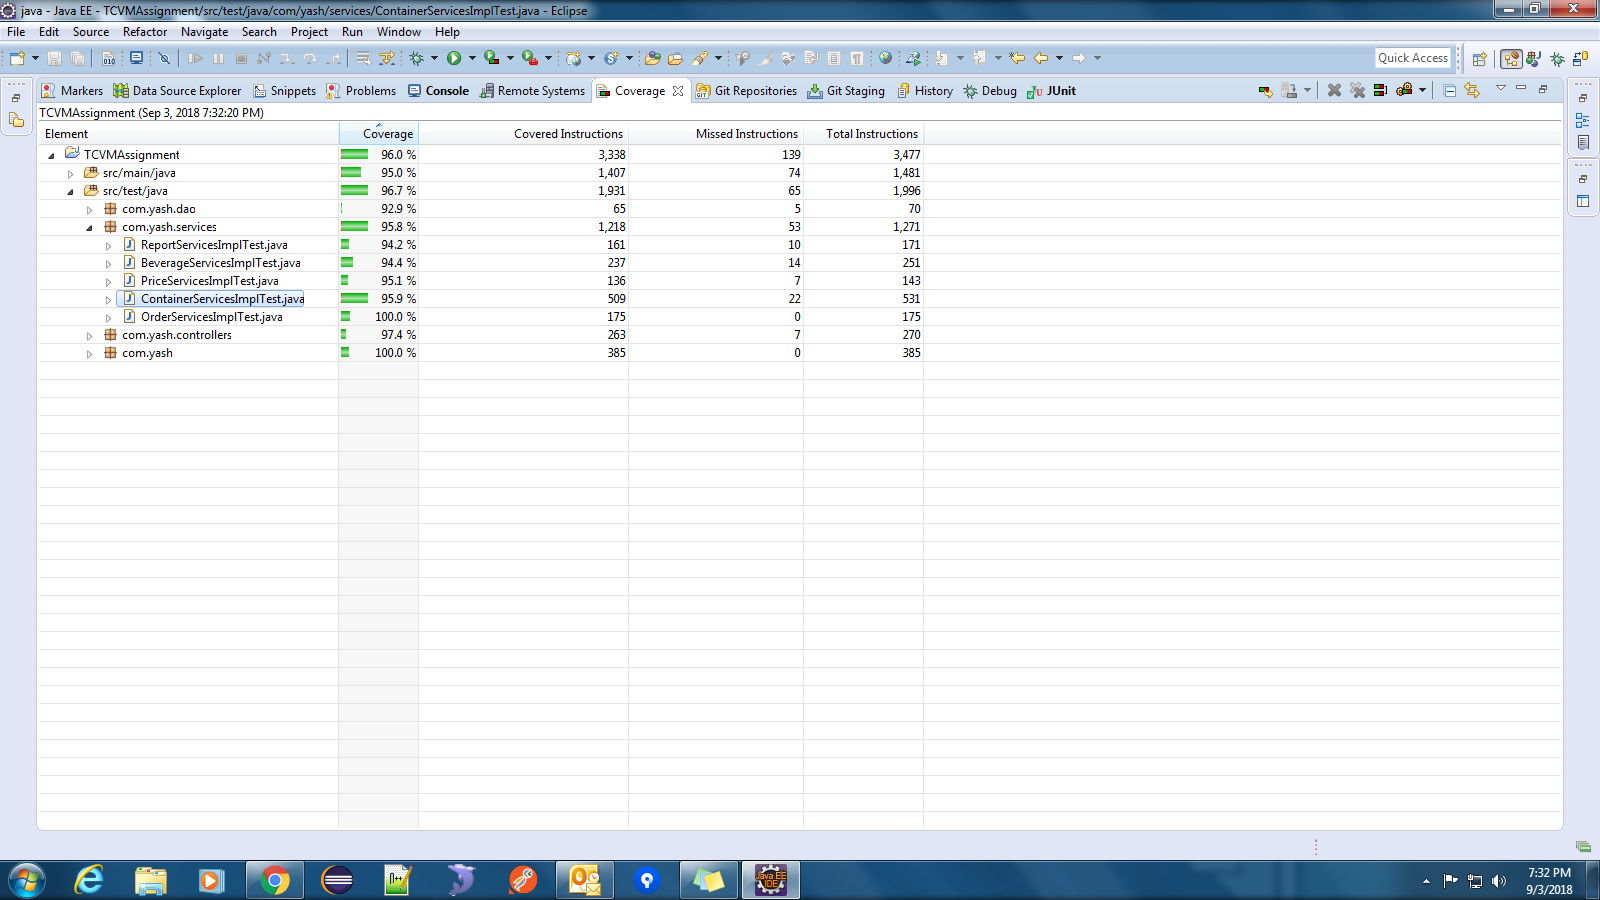 java - Java EE - TCVMAssignment/src/test/java/com/yash/services/ContainerServicesImplTest.java - Eclipse
File Edit Source Refactor Navigate Search Project Run Window Help
Quick Access
Markers Data Source Explorer Snippets Problems Console Remote Systems Coverage Git Repositories Git Staging History Debug JUnit
TCVMAssignment (Sep 3, 2018 7:32:20 PM)
Element Coverage Covered Instructions Missed Instructions Total Instructions
TCVMAssignment 96.0 % 3,338 139 3,477
src/main/java 95.0 % 1,407 74 1,481
src/test/java 96.7 % 1,931 65 1,996
com.yash.dao 92.9 % 65 5 70
com.yash.services 95.8 % 1,218 53 1,271
ReportServicesImplTest.java 94.2 % 161 10 171
BeverageServicesImplTest.java 94.4 % 237 14 251
PriceServicesImplTest.java 95.1 % 136 7 143
ContainerServicesImplTest.java 95.9 % 509 22 531
OrderServicesImplTest.java 100.0 % 175 0 175
com.yash.controllers 97.4 % 263 7 270
com.yash 100.0 % 385 0 385
Java EE
IDE
7:32 PM
9/3/2018